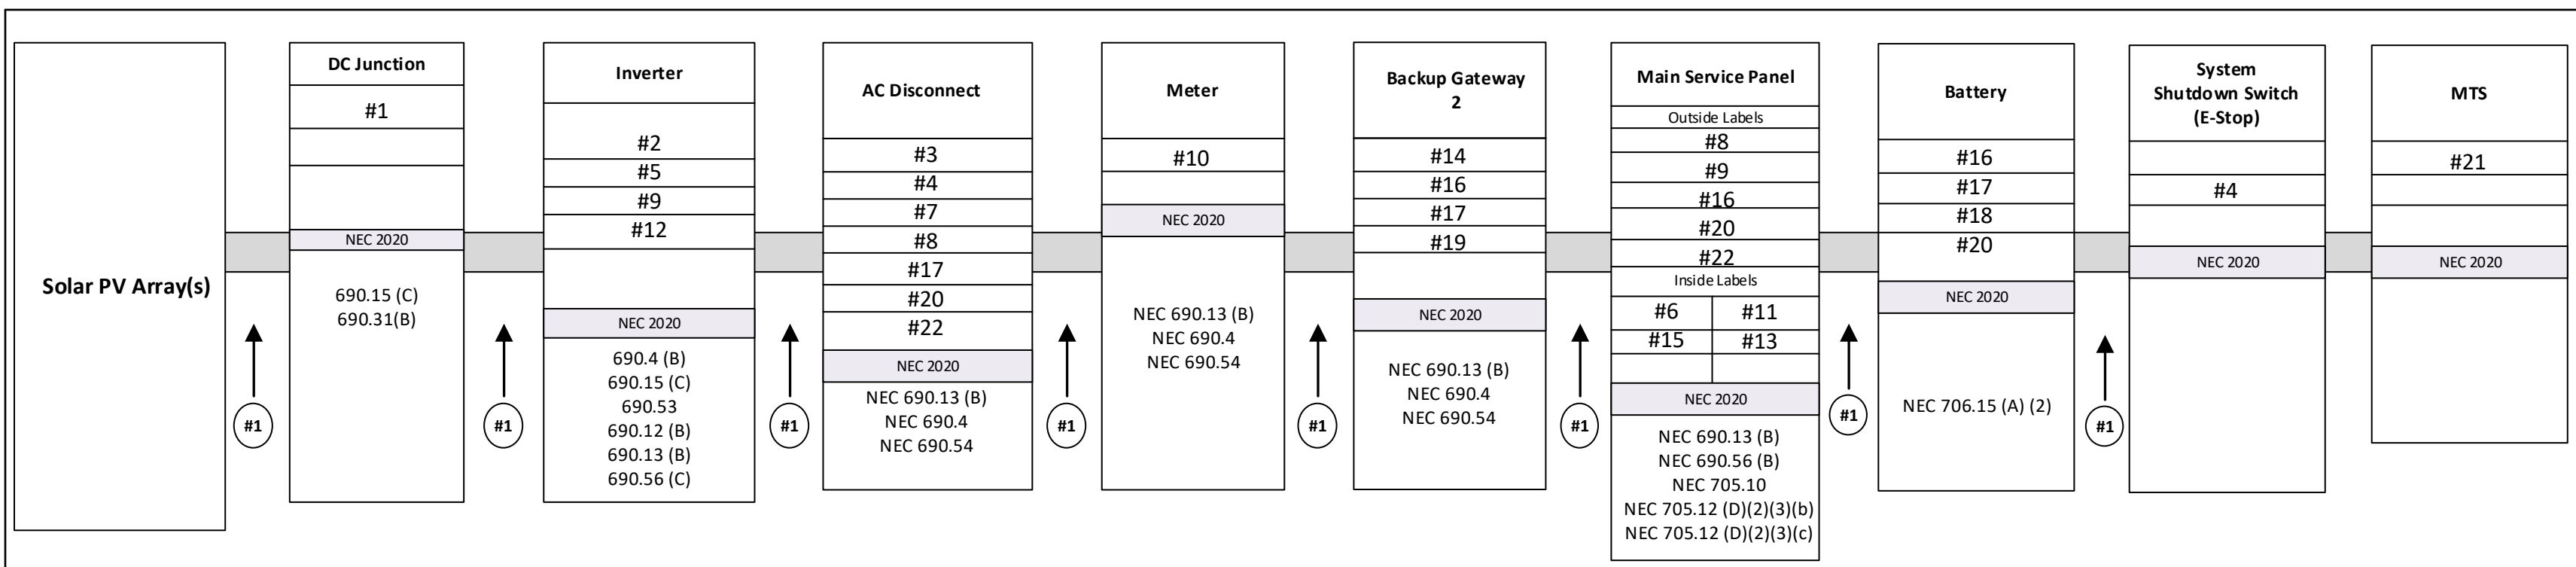 Solar PV Array(s)
#1
DC Junction
#1
NEC 2020
690.15 (C)
690.31(B)
#1
Inverter
#2
#5
#9
#12
NEC 2020
690.4 (B)
690.15 (C)
690.53
690.12 (B)
690.13 (B)
690.56 (C)
#1
AC Disconnect
#3
#4
#7
#8
#17
#20
#22
NEC 2020
NEC 690.13 (B)
NEC 690.4
NEC 690.54
#1
Meter
#10
NEC 2020
NEC 690.13 (B)
NEC 690.4
NEC 690.54
#1
Backup Gateway
2
#14
#16
#17
#19
NEC 2020
NEC 690.13 (B)
NEC 690.4
NEC 690.54
#1
Main Service Panel
Outside Labels
#8
#9
#16
#20
#22
Inside Labels
#6 #11
#15 #13
NEC 2020
NEC 690.13 (B)
NEC 690.56 (B)
NEC 705.10
NEC 705.12 (D)(2)(3)(b)
NEC 705.12 (D)(2)(3)(c)
#1
Battery
#16
#17
#18
#20
NEC 2020
NEC 706.15 (A) (2)
#1
System
Shutdown Switch
(E-Stop)
#4
NEC 2020
MTS
#21
NEC 2020